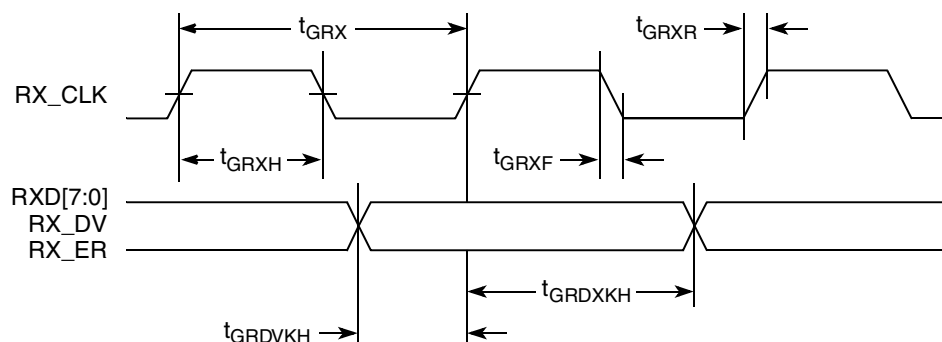 tGRX
tGRXR
RX_CLK
tGRXH
tGRXF
RXD[7:0]
RX_DV
RX_ER
tGRDXKH
tGRDVKH